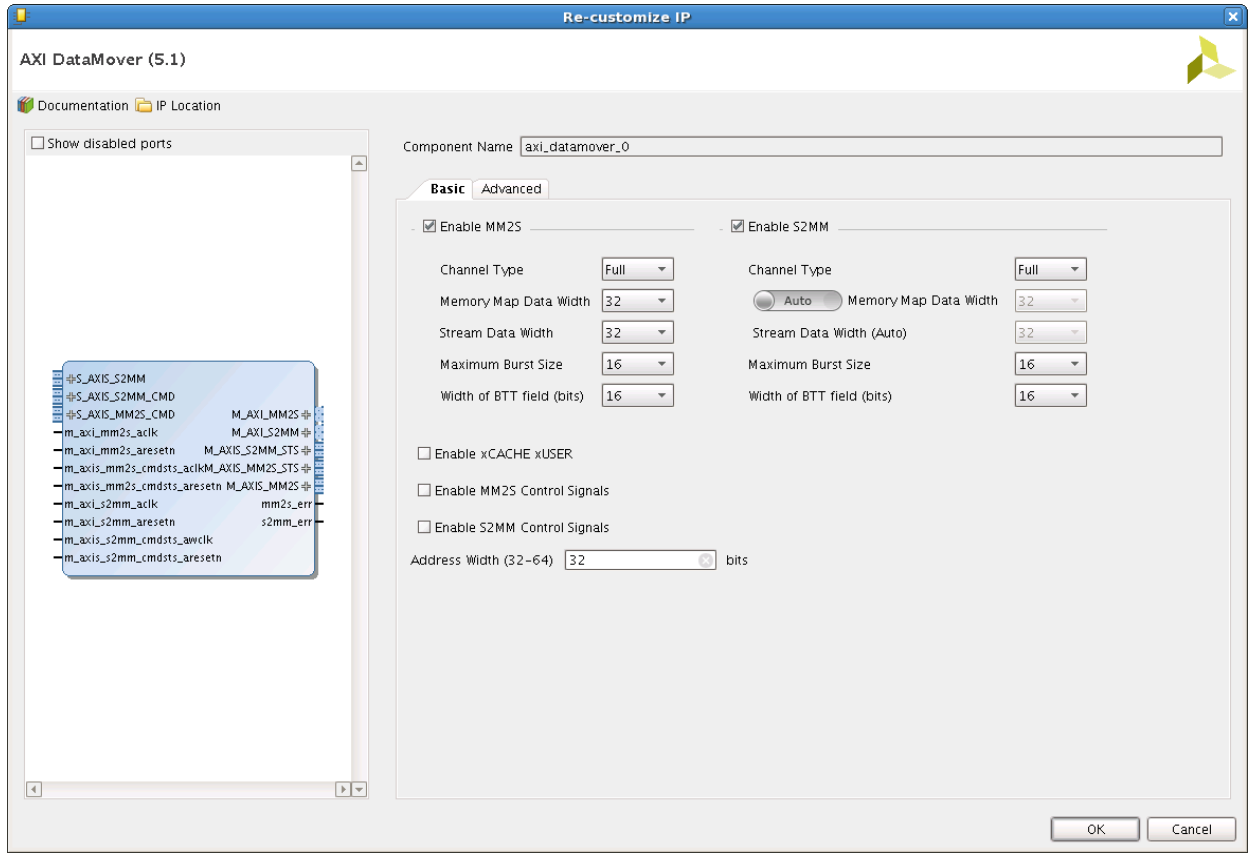 Re-customize IP
AXI DataMover (5.1)
Documentation IP Location
Show disabled ports
S_AXIS_S2MM
S_AXIS_S2MM_CMD
S_AXIS_MM2S_CMD M_AXI_MM2S
m_axi_mm2s_aclk M_AXI_S2MM
m_axi_mm2s_aresetn M_AXIS_S2MM_STS
m_axis_mm2s_cmdsts_aclk M_AXIS_MM2S_STS
m_axis_mm2s_cmdsts_aresetn M_AXIS_MM2S
m_axi_s2mm_aclk mm2s_err
m_axi_s2mm_aresetn s2mm_err
m_axis_s2mm_cmdsts_awclk
m_axis_s2mm_cmdsts_aresetn
Component Name axi_datamover_0
Basic Advanced
Enable MM2S
Channel Type Full
Memory Map Data Width 32
Stream Data Width 32
Maximum Burst Size 16
Width of BTT field (bits) 16
Enable S2MM
Channel Type Full
Auto Memory Map Data Width 32
Stream Data Width (Auto) 32
Maximum Burst Size 16
Width of BTT field (bits) 16
Enable xCACHE xUSER
Enable MM2S Control Signals
Enable S2MM Control Signals
Address Width (32-64) 32 bits
OK Cancel